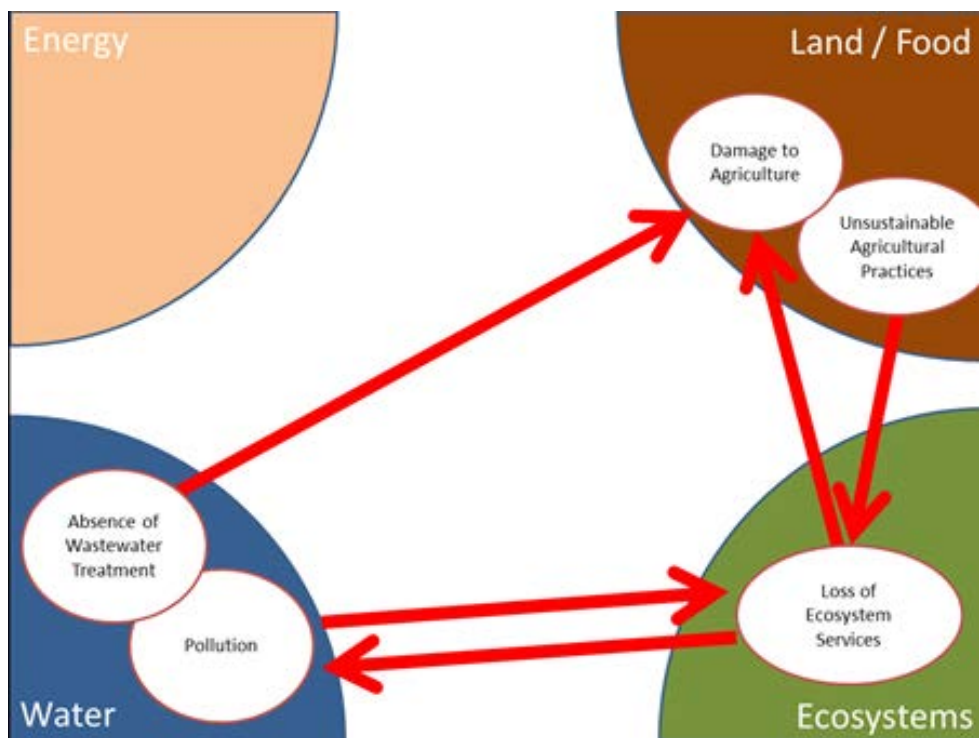 Energy
Land / Food
Damage to
Agriculture
Unsustainable
Agricultural
Practices
Absence of
Wastewater
Treatment
Pollution
Loss of
Ecosystem
Services
Water
Ecosystems